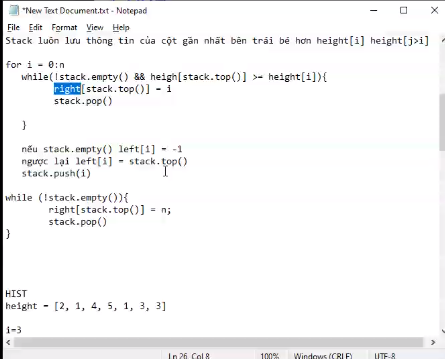 *New Text Document.txt - Notepad
File Edit Format View Help
Stack luôn lưu thông tin của cột gần nhất bên trái bé hơn height[i] height[j>i]
for i = 0:n
while(!stack.empty() && heigh[stack.top()] >= height[i]){
right[stack.top()] = i
stack.pop()
}
nếu stack.empty() left[i] = -1
ngược lại left[i] = stack.top()
stack.push(i)
while (!stack.empty()){
right[stack.top()] = n;
stack.pop()
}
HIST
height = [2, 1, 4, 5, 1, 3, 3]
i=3
Ln 26, Col 8 100% Windows (CRLF) UTF-8